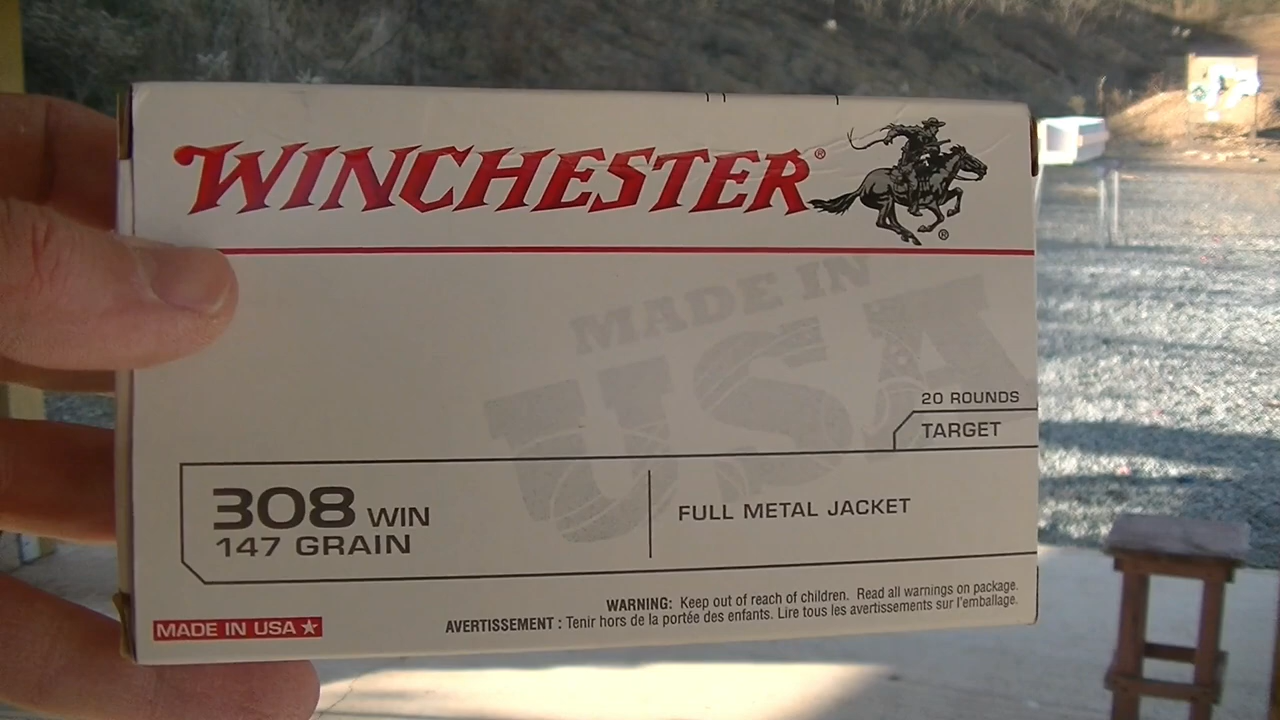 WINCHESTER®
®
MADE IN
USA
20 ROUNDS
TARGET
308 WIN
147 GRAIN
FULL METAL JACKET
WARNING: Keep out of reach of children. Read all warnings on package.
AVERTISSEMENT : Tenir hors de la portée des enfants. Lire tous les avertissements sur l'emballage.
MADE IN USA